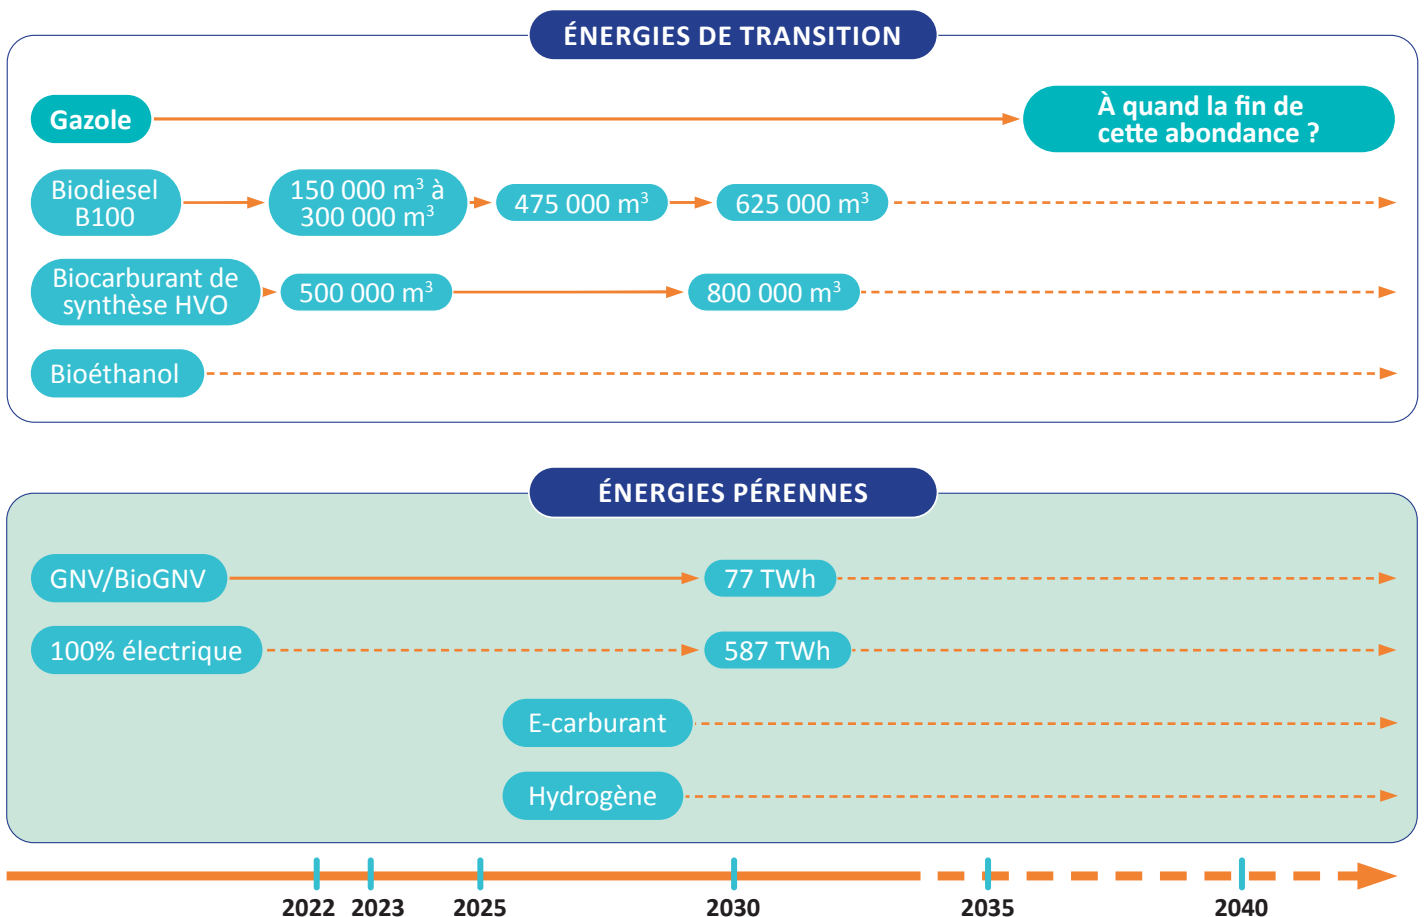 ÉNERGIES DE TRANSITION
Gazole
À quand la fin de
cette abondance ?
Biodiesel
B100
150 000 m³ à
300 000 m³
475 000 m³
625 000 m³
Biocarburant de
synthèse HVO
500 000 m³
800 000 m³
Bioéthanol
ÉNERGIES PÉRENNES
GNV/BioGNV
77 TWh
100% électrique
587 TWh
E-carburant
Hydrogène
2022
2023
2025
2030
2035
2040